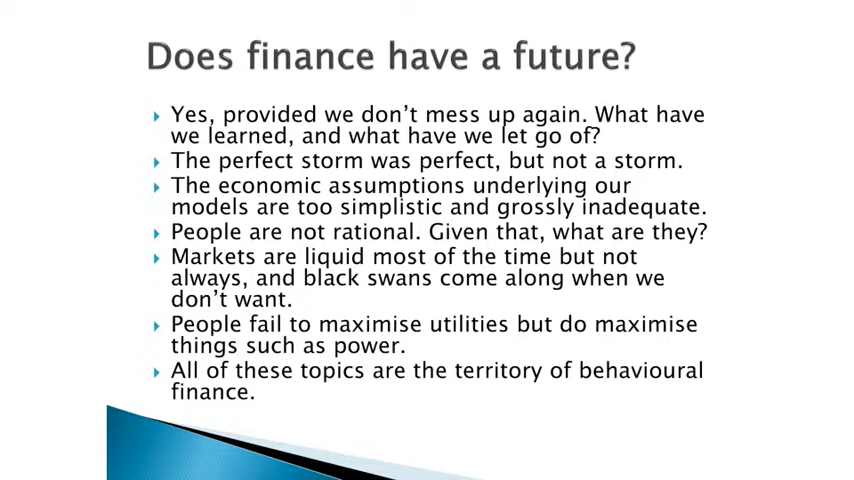 Does finance have a future?
Yes, provided we don't mess up again. What have
we learned, and what have we let go of?
The perfect storm was perfect, but not a storm.
The economic assumptions underlying our
models are too simplistic and grossly inadequate.
People are not rational. Given that, what are they?
Markets are liquid most of the time but not
always, and black swans come along when we
don't want.
People fail to maximise utilities but do maximise
things such as power.
All of these topics are the territory of behavioural
finance.